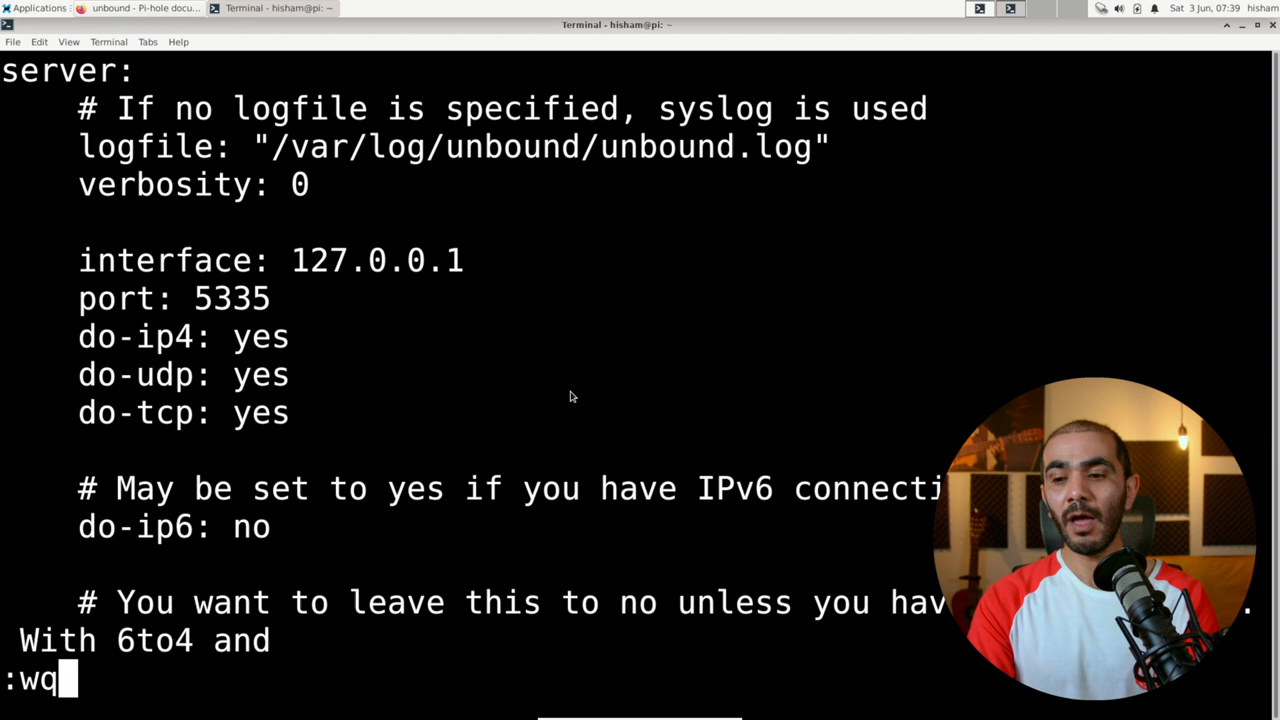 Applications
unbound - Pi-hole docu...
Terminal - hisham@pi: ~
Sat 3 Jun, 07:39 hisham
Terminal - hisham@pi: ~
File Edit View Terminal Tabs Help
server:
# If no logfile is specified, syslog is used
logfile: "/var/log/unbound/unbound.log"
verbosity: 0
interface: 127.0.0.1
port: 5335
do-ip4: yes
do-udp: yes
do-tcp: yes
# May be set to yes if you have IPv6 connecti
do-ip6: no
# You want to leave this to no unless you hav .
With 6to4 and
:wq